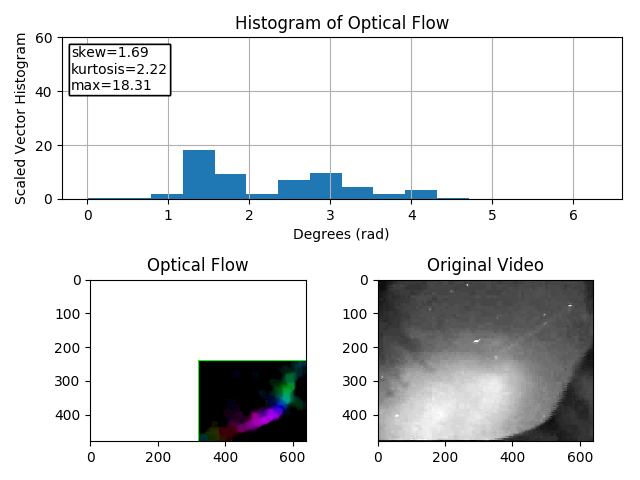 Histogram of Optical Flow
skew=1.69
kurtosis=2.22
max=18.31
Scaled Vector Histogram
60
40
20
0
0 1 2 3 4 5 6
Degrees (rad)
Optical Flow
0
100
200
300
400
0 200 400 600
Original Video
0
100
200
300
400
0 200 400 600